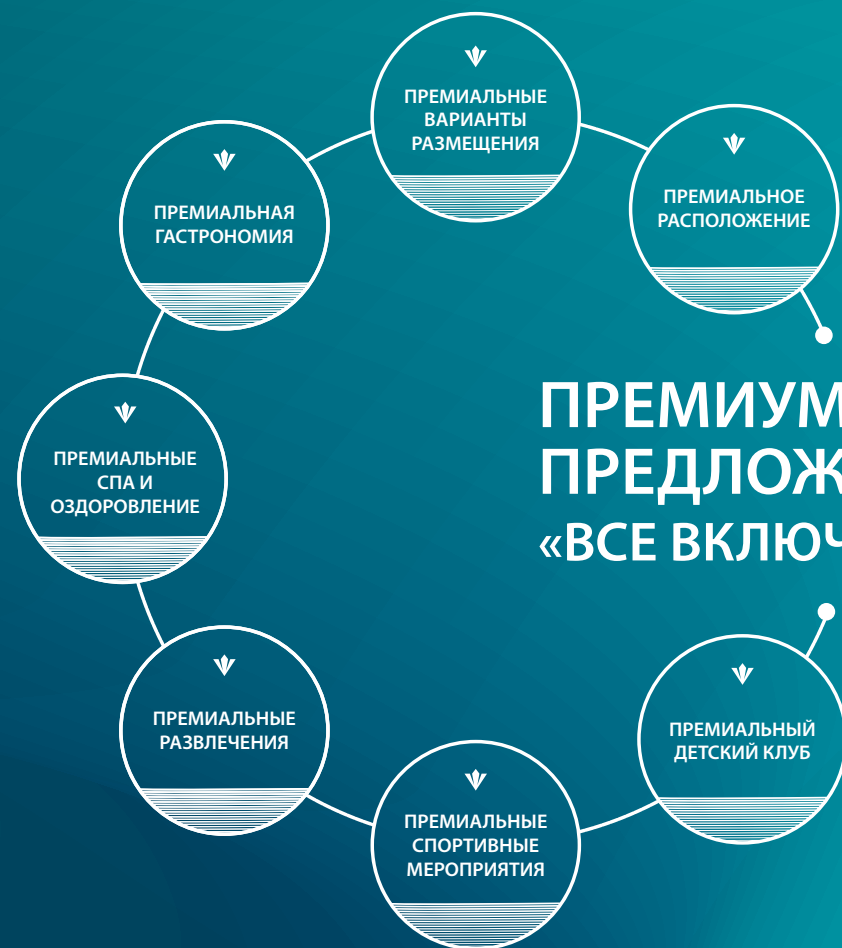 ПРЕМИАЛЬНЫЕ
ВАРИАНТЫ
РАЗМЕЩЕНИЯ
ПРЕМИАЛЬНОЕ
РАСПОЛОЖЕНИЕ
ПРЕМИАЛЬНАЯ
ГАСТРОНОМИЯ
ПРЕМИУМ
ПРЕДЛОЖ
«ВСЕ ВКЛЮЧ
ПРЕМИАЛЬНЫЕ
СПА И
ОЗДОРОВЛЕНИЕ
ПРЕМИАЛЬНЫЕ
РАЗВЛЕЧЕНИЯ
ПРЕМИАЛЬНЫЙ
ДЕТСКИЙ КЛУБ
ПРЕМИАЛЬНЫЕ
СПОРТИВНЫЕ
МЕРОПРИЯТИЯ